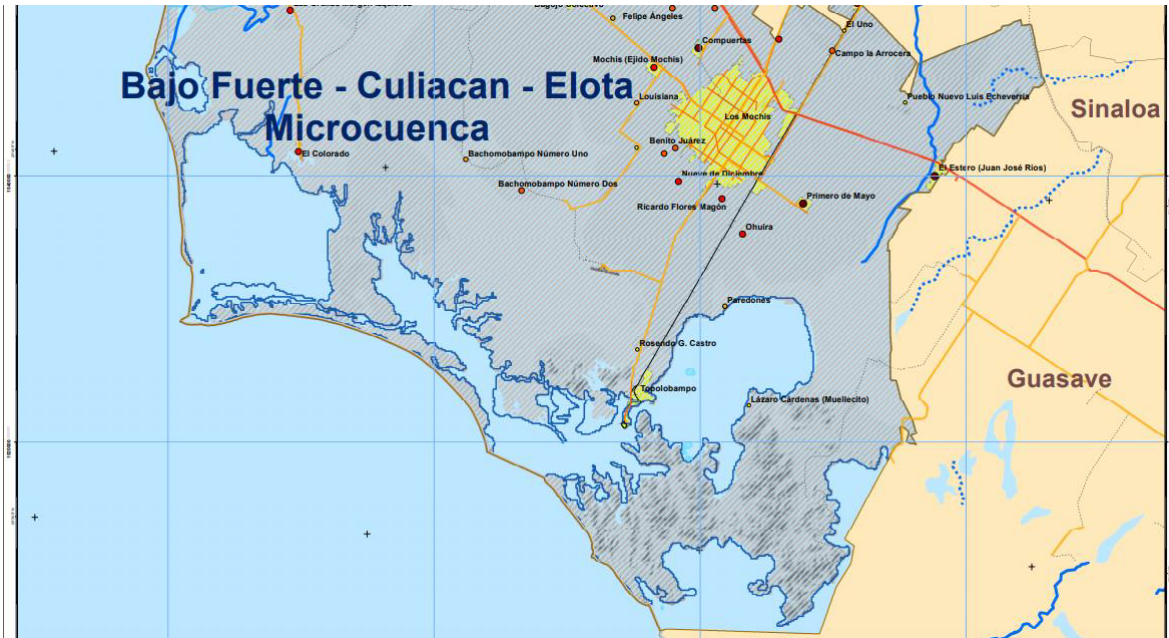 Felipe Ángeles
El Uno
Compuertas
Campo la Arrocera
Mochis (Ejido Mochis)
Bajo Fuerte - Culiacan - Elota
Microcuenca
Louisiana
Pueblo Nuevo Luis Echeverría
Sinaloa
Los Mochis
Benito Juárez
El Colorado
Bachomobampo Número Uno
El Estero (Juan José Ríos)
Nueve de Diciembre
Bachomobampo Número Dos
Primero de Mayo
Ricardo Flores Magón
Ohuira
Paredones
Rosendo G. Castro
Guasave
Topolobampo
Lázaro Cárdenas (Muellecito)